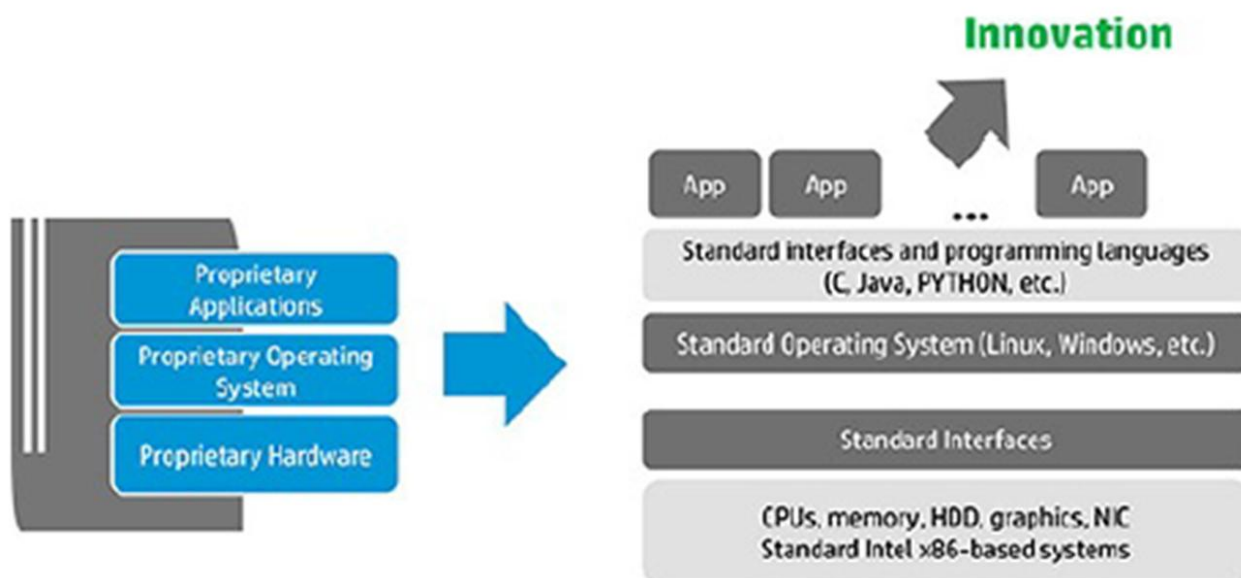 Innovation
App
App
...
App
Standard interfaces and programming languages
(C, Java, PYTHON, etc.)
Standard Operating System (Linux, Windows, etc.)
Standard Interfaces
CPUs, memory, HDD, graphics, NIC
Standard Intel x86-based systems
Proprietary
Applications
Proprietary Operating
System
Proprietary Hardware